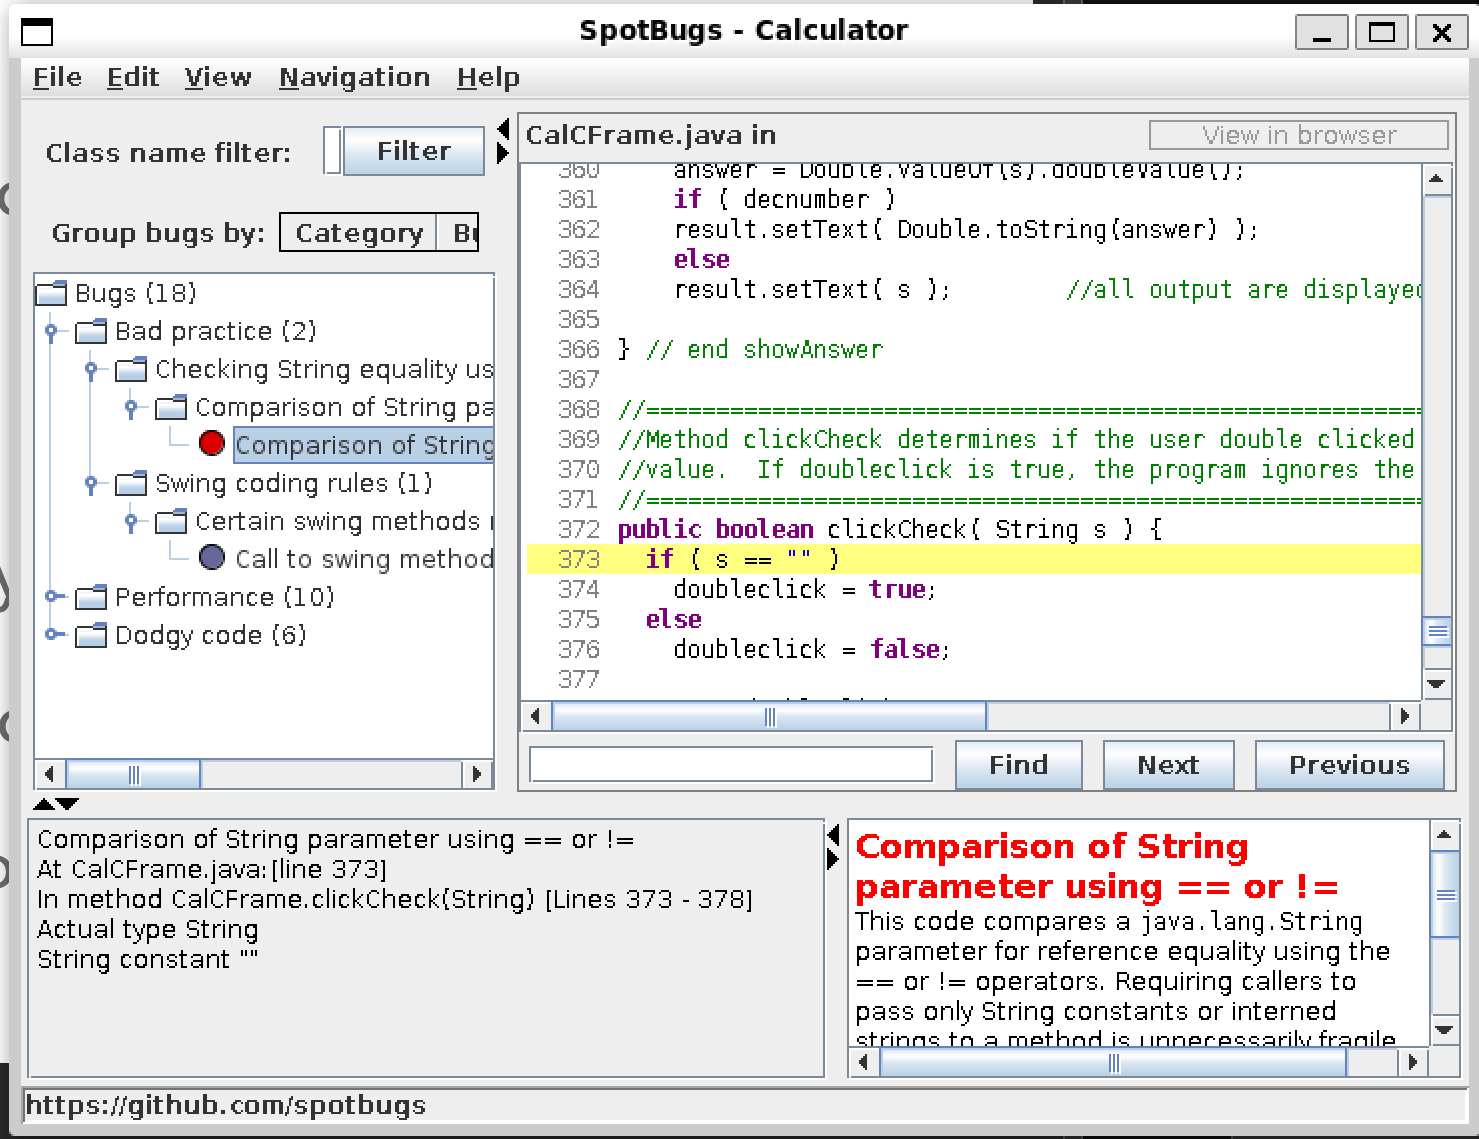 SpotBugs - Calculator
File Edit View Navigation Help
Class name filter:
Filter
Group bugs by:
Category
Bugs (18)
Bad practice (2)
Checking String equality us
Comparison of String pa
Comparison of String
Swing coding rules (1)
Certain swing methods
Call to swing method
Performance (10)
Dodgy code (6)
CalCFrame.java in
View in browser
360 answer = Double.valueOf(s).doubleValue();
361 if ( decnumber )
362 result.setText( Double.toString(answer) );
363 else
364 result.setText( s ); //all output are displayed
365
366 } // end showAnswer
367
368 //========================================================
369 //Method clickCheck determines if the user double clicked
370 //value.  If doubleclick is true, the program ignores the
371 //========================================================
372 public boolean clickCheck( String s ) {
373 if ( s == "" )
374 doubleclick = true;
375 else
376 doubleclick = false;
377
Find
Next
Previous
Comparison of String parameter using == or !=
At CalCFrame.java:[line 373]
In method CalCFrame.clickCheck(String) [Lines 373 - 378]
Actual type String
String constant ""
Comparison of String
parameter using == or !=
This code compares a java.lang.String
parameter for reference equality using the
== or != operators. Requiring callers to
pass only String constants or interned
strings to a method is unnecessarily fragile
https://github.com/spotbugs